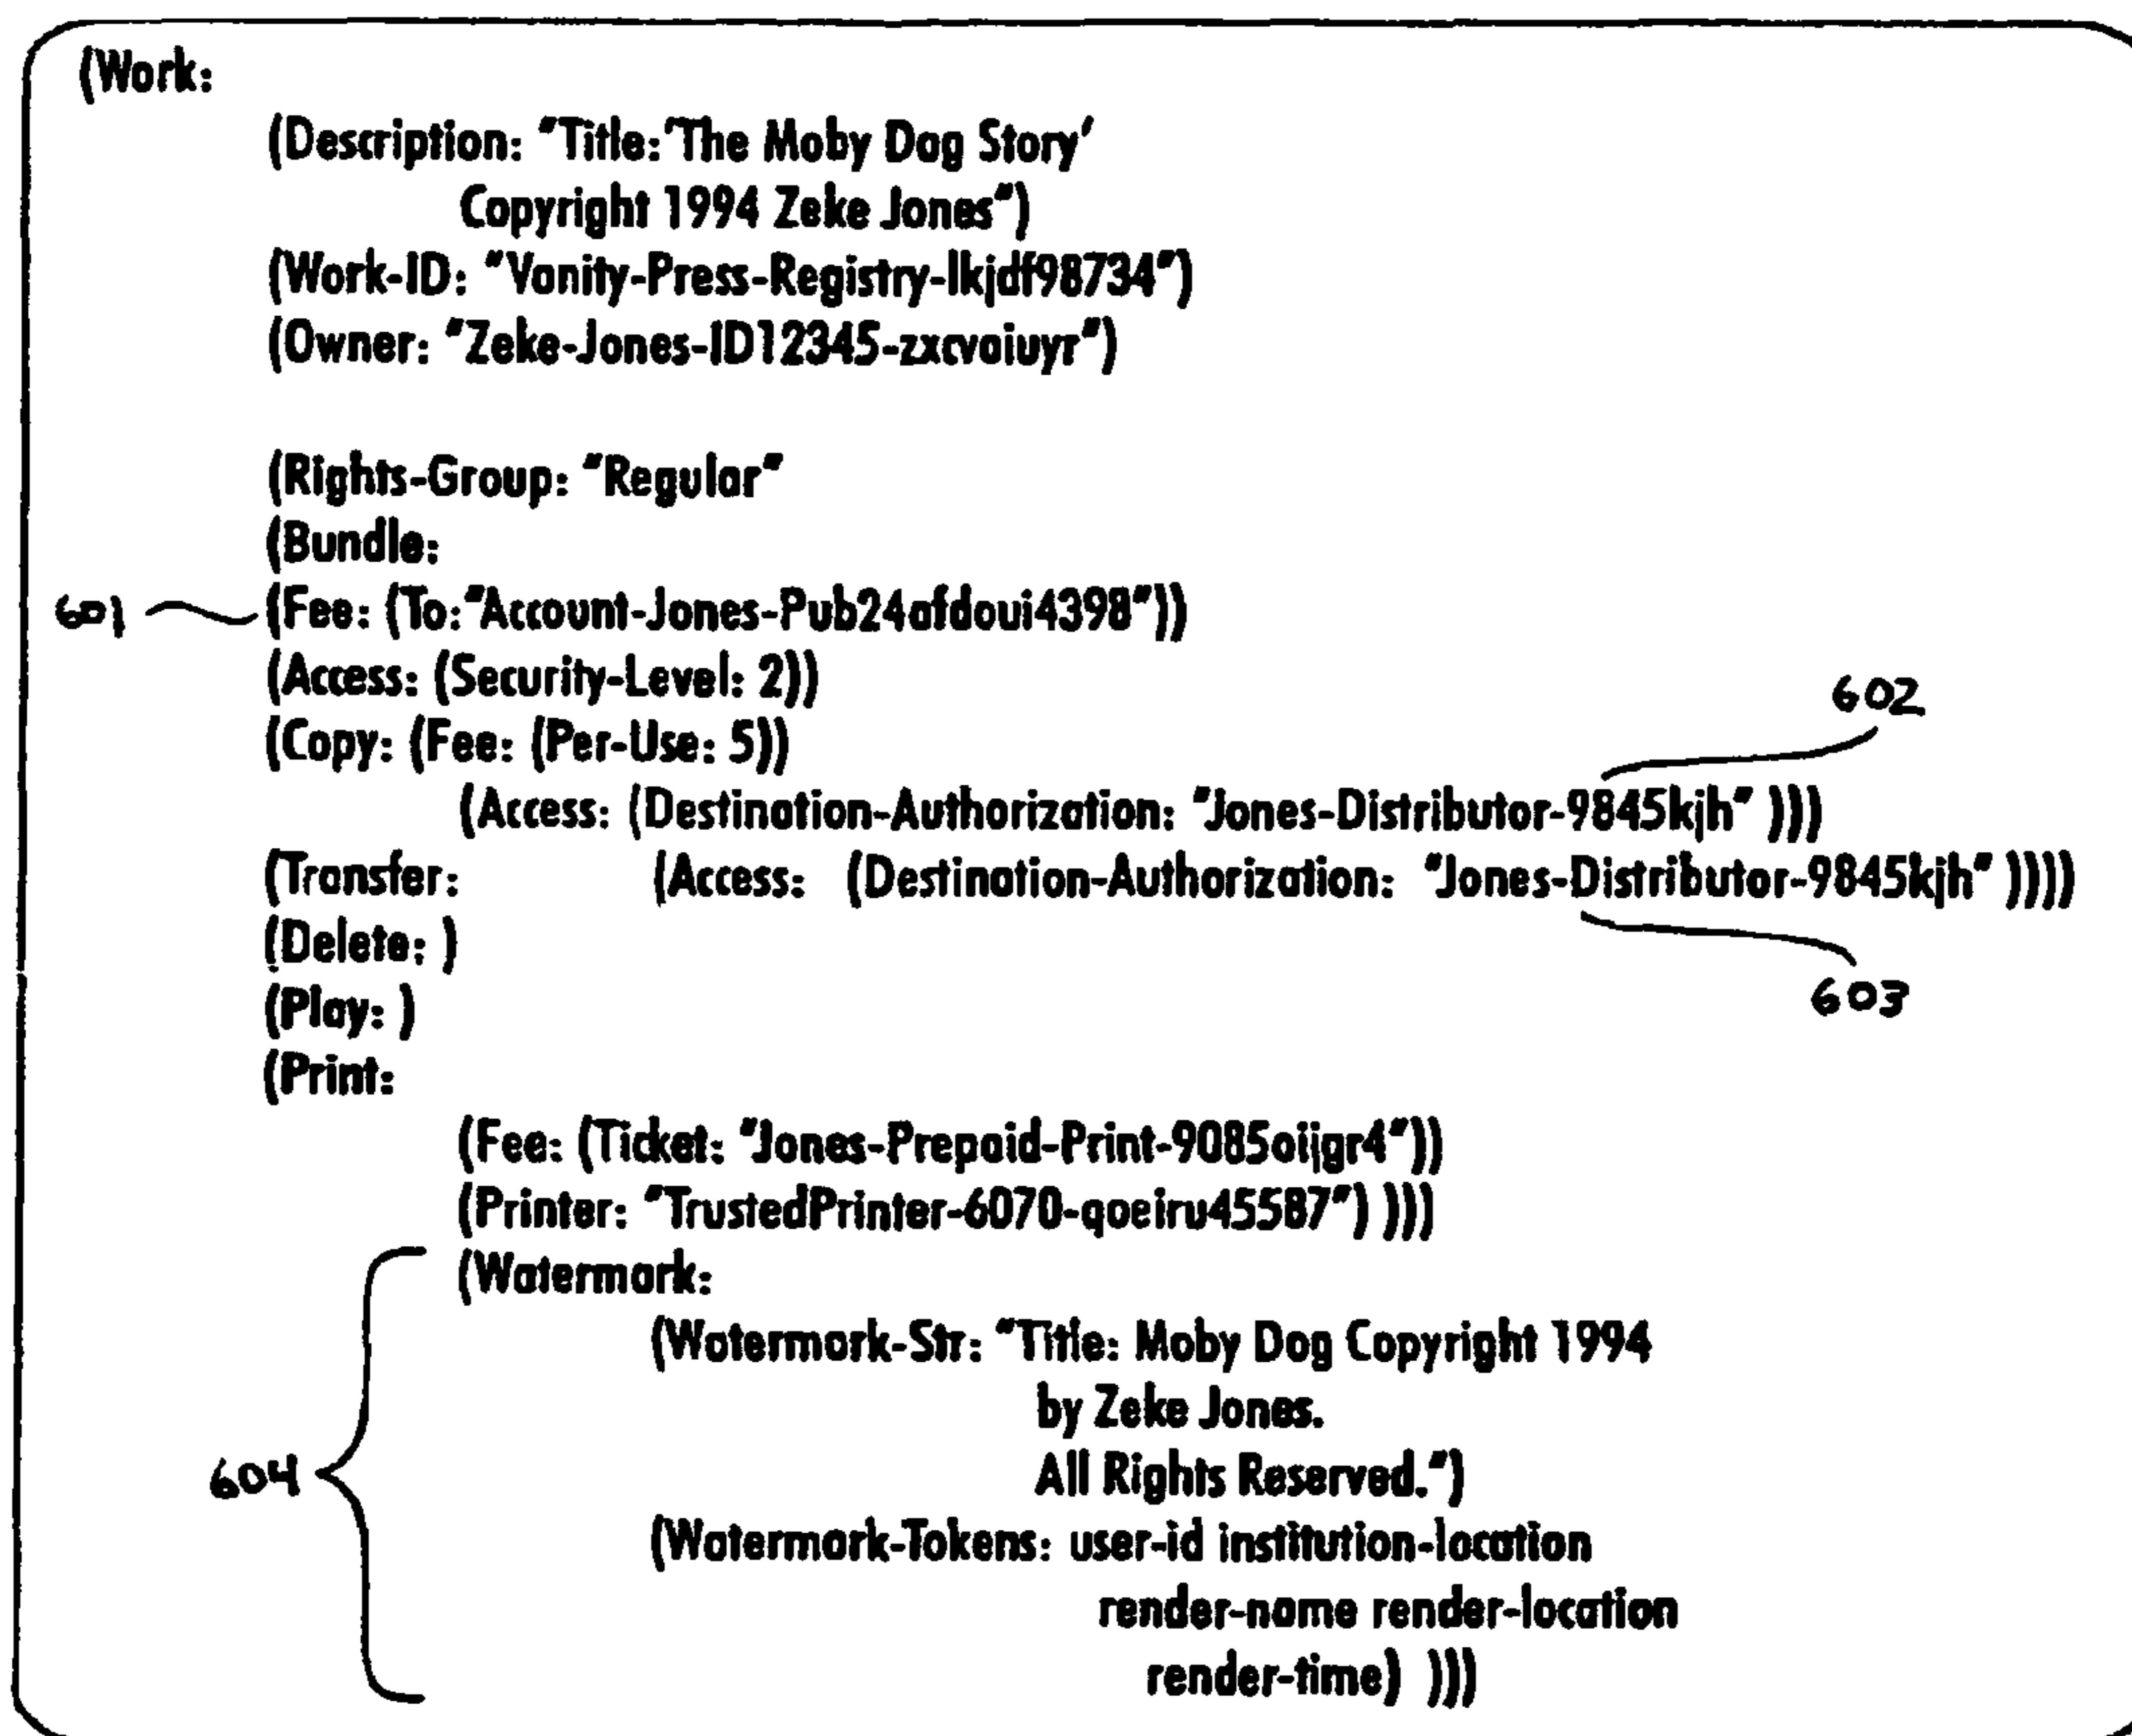 (Work:
(Description: "Title: 'The Moby Dog Story'
Copyright 1994 Zeke Jones")
(Work-ID: "Vanity-Press-Registry-lkjdf98734")
(Owner: "Zeke-Jones-ID12345-zxcvaiuyr")
(Rights-Group: "Regular"
(Bundle:
601 (Fee: (To:"Account-Jones-Pub24afdoui4398"))
(Access: (Security-Level: 2))
602
(Copy: (Fee: (Per-Use: 5))
(Access: (Destination-Authorization: "Jones-Distributor-9845kjh" )))
(Transfer: (Access: (Destination-Authorization: "Jones-Distributor-9845kjh" ))))
(Delete: )
(Play: )
603
(Print:
(Fee: (Ticket: "Jones-Prepaid-Print-9085oijgr4"))
(Printer: "TrustedPrinter-6070-qoeiru45587") )))
(Watermark:
(Watermark-Str: "Title: Moby Dog Copyright 1994
by Zeke Jones.
604 All Rights Reserved.")
(Watermark-Tokens: user-id institution-location
render-name render-location
render-time) )))